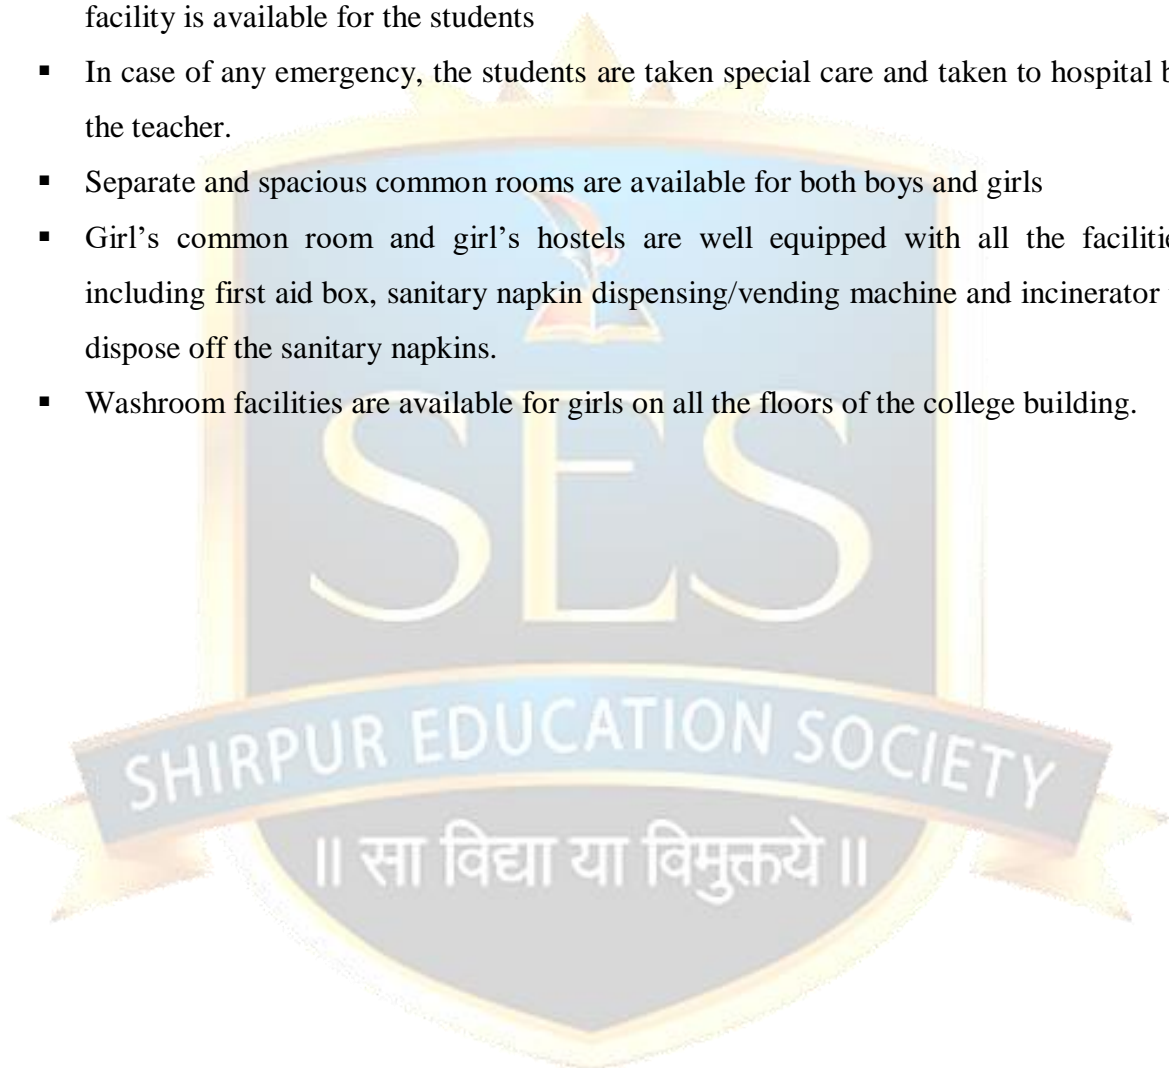 facility is available for the students
▪ In case of any emergency, the students are taken special care and taken to hospital b
the teacher.
▪ Separate and spacious common rooms are available for both boys and girls
▪ Girl's common room and girl's hostels are well equipped with all the facilitie
including first aid box, sanitary napkin dispensing/vending machine and incinerator
dispose off the sanitary napkins.
▪ Washroom facilities are available for girls on all the floors of the college building.
SES
SHIRPUR EDUCATION SOCIETY
॥ सा विद्या या विमुक्तये ॥